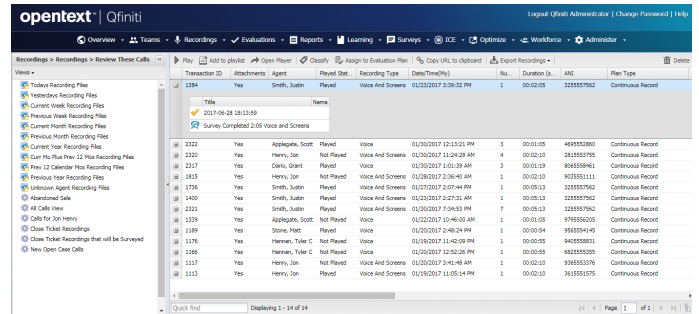 opentext™ | Qfiniti
Logout Qfiniti Administrator | Change Password | Help
Overview Teams Recordings Evaluations Reports Learning Surveys ICE Optimize Workforce Administer
Recordings > Recordings > Review These Calls
Play Add to playlist Open Player Classify Assign to Evaluation Plan Copy URL to clipboard Export Recordings Delete
Views
Todays Recording Files
Yesterdays Recording Files
Current Week Recording Files
Previous Week Recording Files
Current Month Recording Files
Previous Month Recording Files
Current Year Recording Files
Curr Mo Plus Prev 12 Mos Recording Files
Prev 12 Calendar Mos Recording Files
Previous Year Recording Files
Unknown Agent Recording Files
Abandoned Sale
All Calls View
Calls for Jon Henry
Close Ticket Recordings
Close Ticket Recordings that will be Surveyed
New Open Case Calls
Transaction ID Attachments Agent Played Stat... Recording Type Date/Time(My) Nu... Duration (s... ANI Plan Type
1384 Yes Smith, Justin Played Voice And Screens 01/23/2017 3:39:32 PM 1 00:02:05 3255557562 Continuous Record
Title Name
2017-06-28 18:13:59
Survey Completed 2:05 Voice and Screens
2322 Yes Applegate, Scott Played Voice 01/30/2017 12:13:21 PM 3 00:01:05 4695552860 Continuous Record
2320 Yes Henry, Jon Not Played Voice And Screens 01/30/2017 11:24:28 AM 4 00:02:10 2815553755 Continuous Record
2317 Yes Dario, Grant Played Voice 01/30/2017 1:01:39 AM 3 00:01:19 8065558461 Continuous Record
1815 Yes Henry, Jon Not Played Voice And Screens 01/28/2017 2:36:40 AM 1 00:02:10 9035551111 Continuous Record
1736 Yes Smith, Justin Played Voice And Screens 01/27/2017 2:07:44 PM 1 00:05:13 3255557562 Continuous Record
1400 Yes Smith, Justin Played Voice And Screens 01/23/2017 2:27:31 AM 1 00:05:13 3255557562 Continuous Record
2321 Yes Smith, Justin Played Voice And Screens 01/30/2017 7:34:53 PM 7 00:05:13 3255557562 Continuous Record
1339 Yes Applegate, Scott Not Played Voice 01/22/2017 10:46:00 AM 1 00:01:05 9795556205 Continuous Record
1189 Yes Stone, Matt Played Voice 01/20/2017 2:48:24 PM 1 00:00:54 9565554145 Continuous Record
1176 Yes Hannan, Tyler C Not Played Voice 01/19/2017 11:42:09 PM 1 00:00:55 9405558831 Continuous Record
1166 Yes Hannan, Tyler C Not Played Voice 01/20/2017 12:52:28 PM 1 00:00:55 6825555355 Continuous Record
1117 Yes Henry, Jon Not Played Voice And Screens 01/20/2017 3:41:48 AM 1 00:02:10 9365553376 Continuous Record
1113 Yes Henry, Jon Played Voice And Screens 01/19/2017 11:05:14 PM 1 00:02:10 3615551575 Continuous Record
Quick find Displaying 1 - 14 of 14 Page 1 of 1